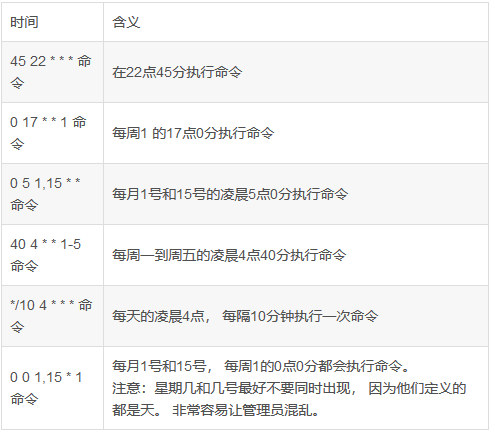 时间 含义
45 22 * * * 命 在22点45分执行命令
令
0 17 * * 1 命 每周1 的17点0分执行命令
令
0 5 1,15 * * 每月1号和15号的凌晨5点0分执行命令
命令
40 4 * * 1-5 每周一到周五的凌晨4点40分执行命令
命令
*/10 4 * * * 命 每天的凌晨4点， 每隔10分钟执行一次命令
令
0 0 1,15 * 1 每月1号和15号， 每周1的0点0分都会执行命令。
命令 注意：星期几和几号最好不要同时出现， 因为他们定义的
都是天。 非常容易让管理员混乱。